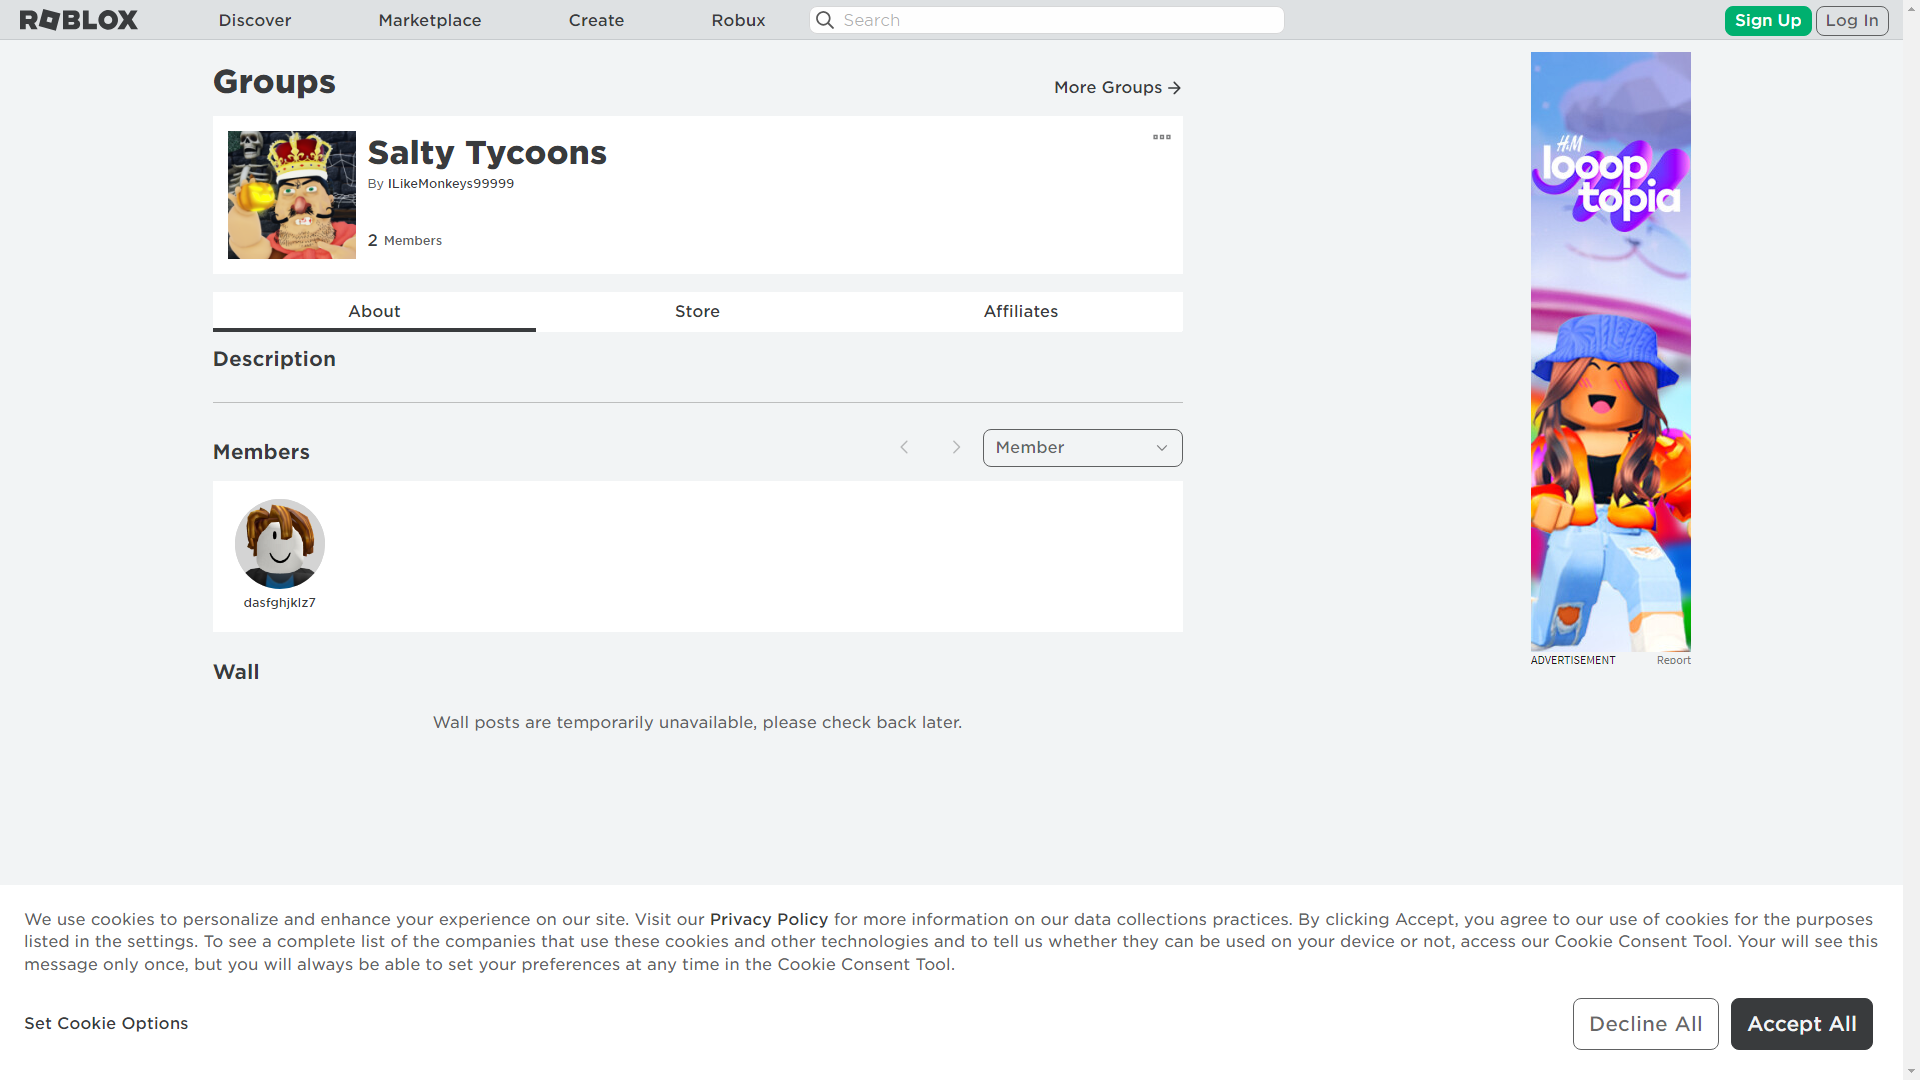 ROBLOX
Discover
Marketplace
Create
Robux
Search
Sign Up
Log In
Groups
More Groups
Salty Tycoons
By ILikeMonkeys99999
2 Members
About
Store
Affiliates
Description
Members
Member
dasfghjklz7
Wall
Wall posts are temporarily unavailable, please check back later.
H&M
looop
topia
ADVERTISEMENT
Report
We use cookies to personalize and enhance your experience on our site. Visit our Privacy Policy for more information on our data collections practices. By clicking Accept, you agree to our use of cookies for the purposes
listed in the settings. To see a complete list of the companies that use these cookies and other technologies and to tell us whether they can be used on your device or not, access our Cookie Consent Tool. Your will see this
message only once, but you will always be able to set your preferences at any time in the Cookie Consent Tool.
Set Cookie Options
Decline All
Accept All